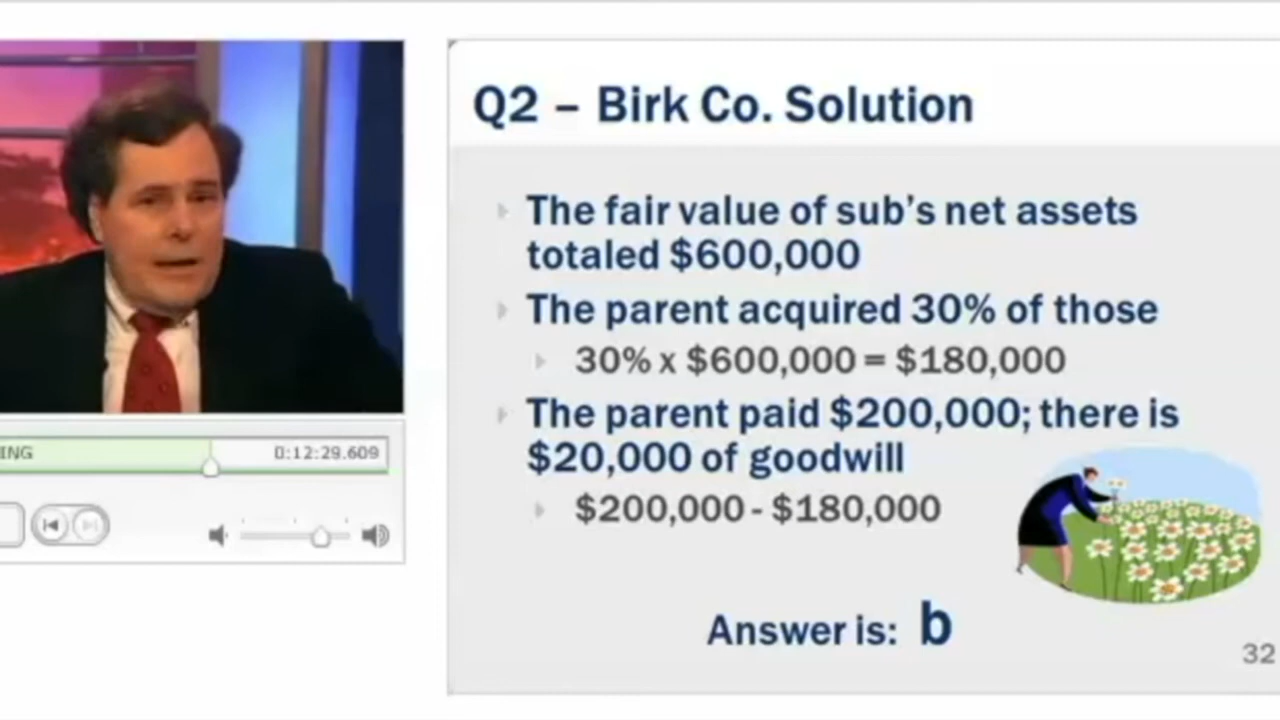 Q2 – Birk Co. Solution
The fair value of sub's net assets
totaled $600,000
The parent acquired 30% of those
30% x $600,000 = $180,000
The parent paid $200,000; there is
$20,000 of goodwill
$200,000 - $180,000
Answer is: b
32
ING
0:12:29.609